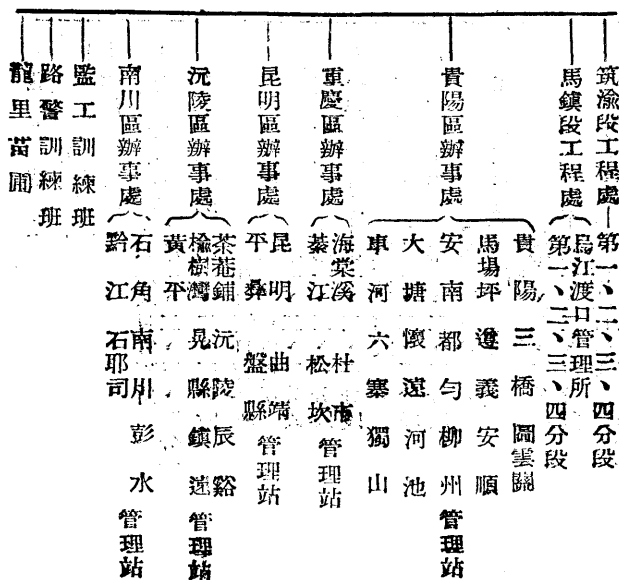 筑渝段工程處—第一、二、三、四分段
馬鎮段工程處
烏江渡口管理所
第一、二、三、四分段
貴陽區辦事處
貴陽 三橋 圖雲關
馬場坪 遵義 安順
安南 都勻 柳州 管理站
大塘 懷遠 河池
車河 六寨 獨山
重慶區辦事處
海棠溪 杜市
綦江 松坎 管理站
昆明區辦事處
昆明 曲靖
平彝 盤縣 管理站
沅陵區辦事處
茶菴鋪 沅陵 辰谿
榆樹灣 晃縣 鎮遠 管理站
黃平
南川區辦事處
石角 南川 彭水
黔江 石耶司 管理站
監工訓練班
路警訓練班
龍里苗圃